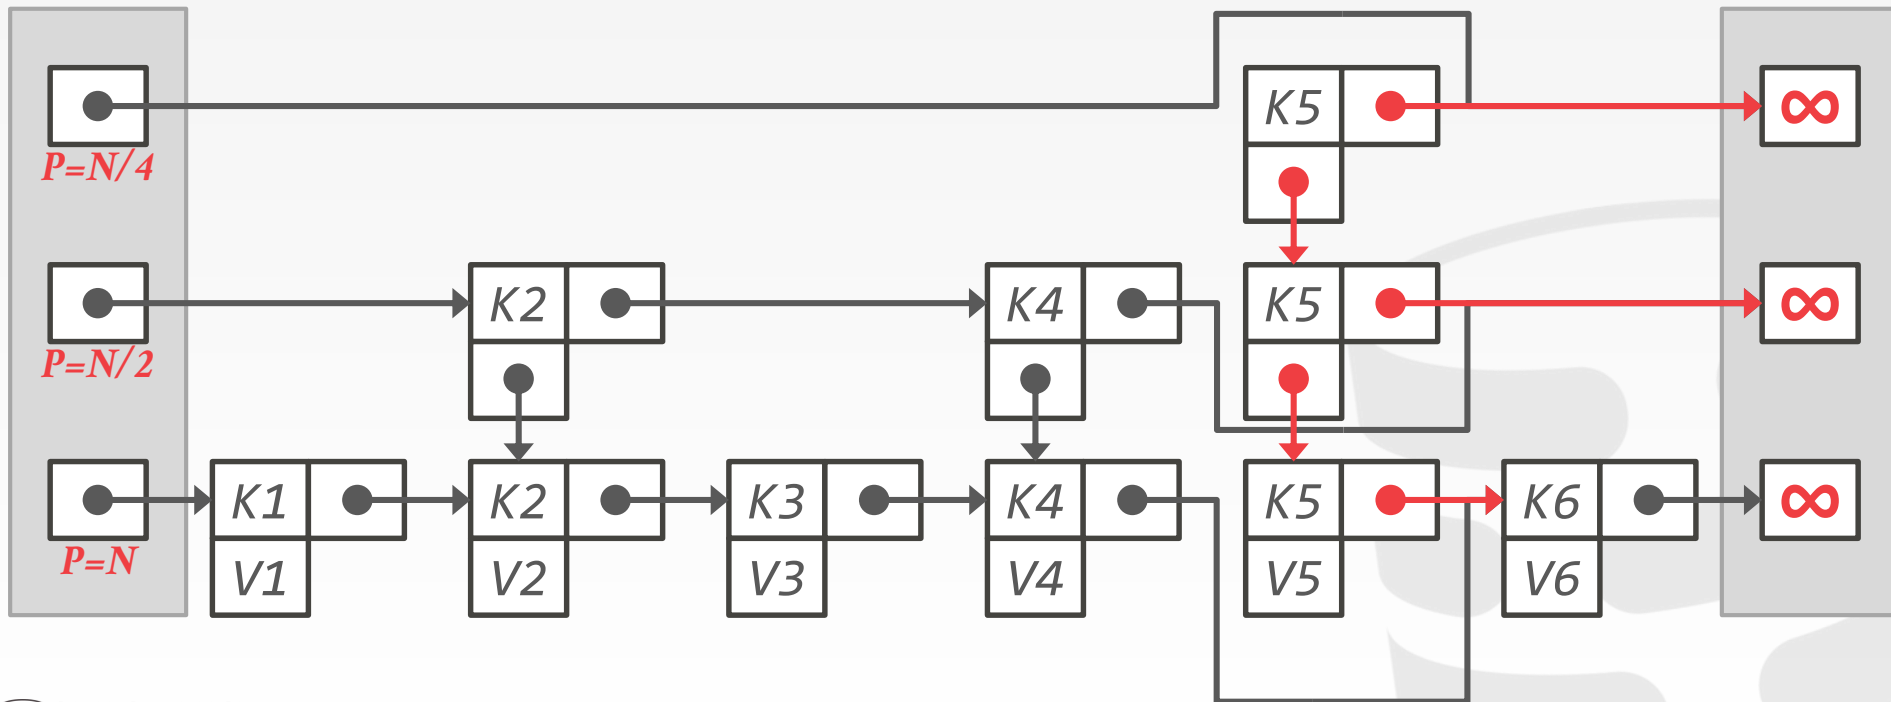 K5 ∞
P=N/4
K2 K4 K5 ∞
P=N/2
K1 K2 K3 K4 K5 K6 ∞
P=N
V1 V2 V3 V4 V5 V6